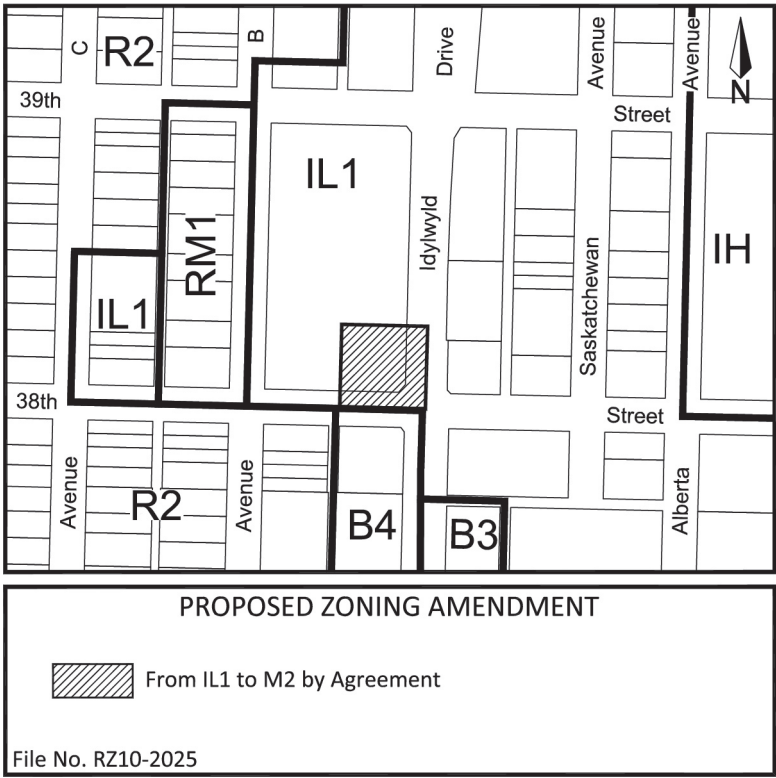 C
R2
B
Drive
Avenue
Avenue
N
39th
Street
IL1
RM1
Idylwyld
IH
IL1
Saskatchewan
38th
Street
Avenue
R2
Avenue
B4
B3
Alberta
PROPOSED ZONING AMENDMENT
From IL1 to M2 by Agreement
File No. RZ10-2025